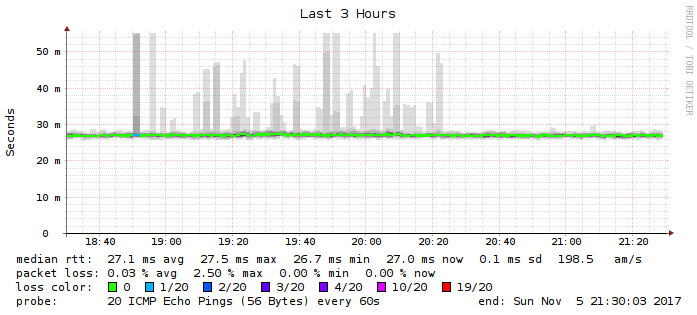 Last 3 Hours
RRDTOOL / TOBI OETIKER
Seconds
50 m
40 m
30 m
20 m
10 m
0
18:40 19:00 19:20 19:40 20:00 20:20 20:40 21:00 21:20
median rtt: 27.1 ms avg 27.5 ms max 26.7 ms min 27.0 ms now 0.1 ms sd 198.5 am/s
packet loss: 0.03 % avg 2.50 % max 0.00 % min 0.00 % now
loss color: 0 1/20 2/20 3/20 4/20 10/20 19/20
probe: 20 ICMP Echo Pings (56 Bytes) every 60s end: Sun Nov 5 21:30:03 2017